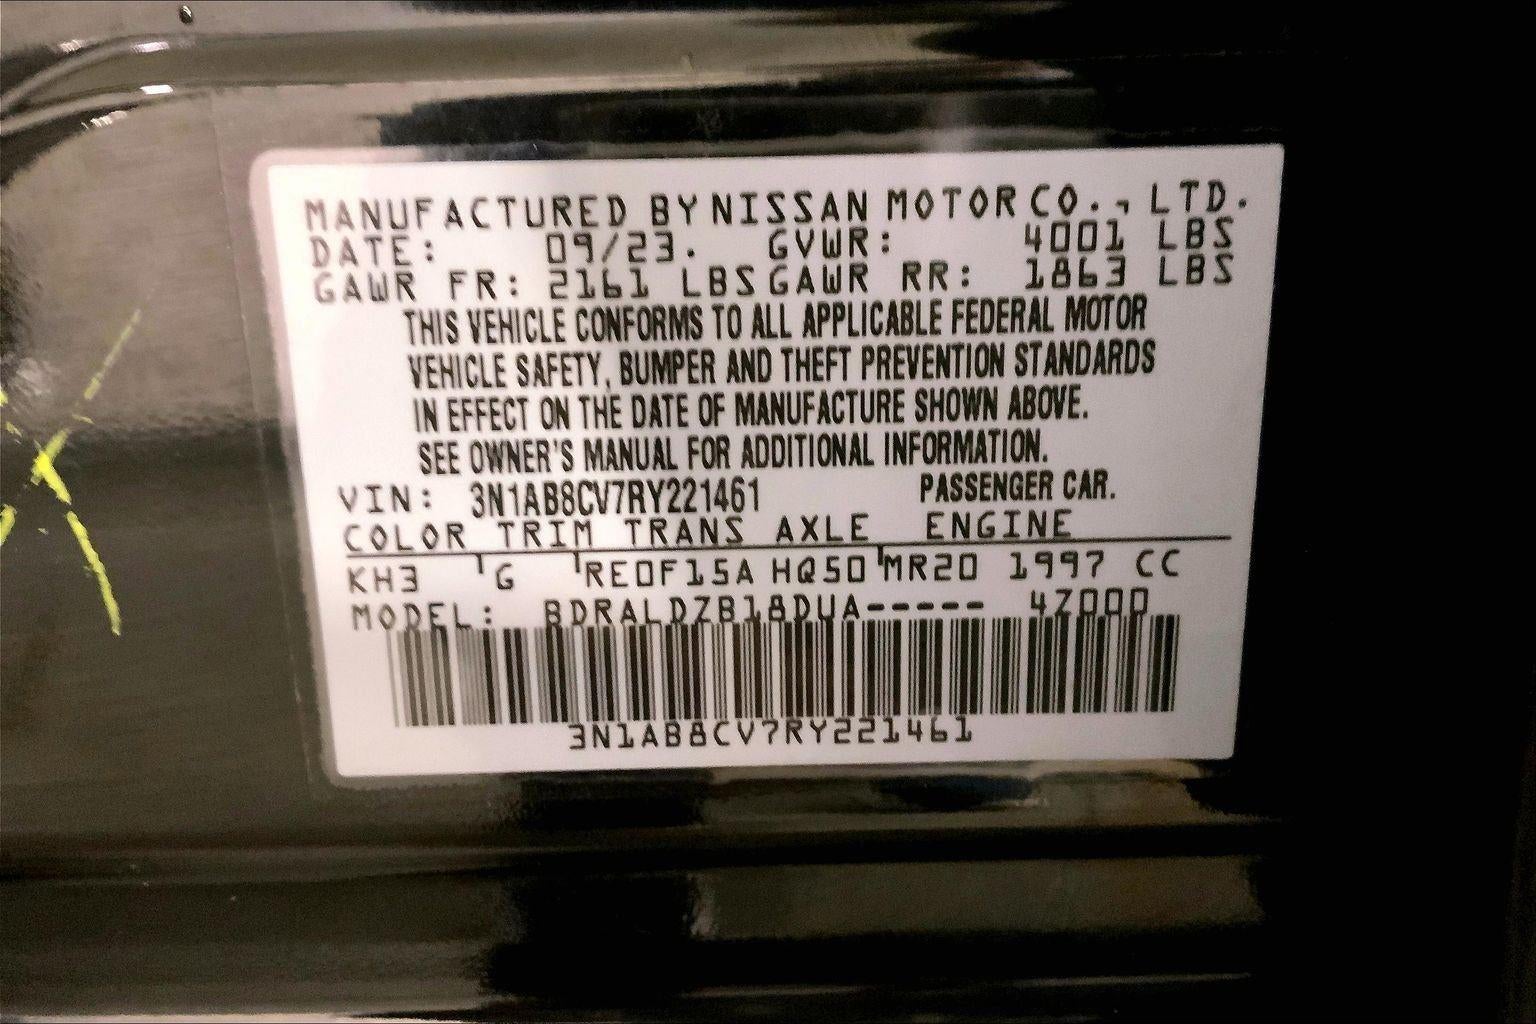 MANUFACTURED BY NISSAN MOTOR CO., LTD.
DATE: 09/23. GVWR: 4001 LBS
GAWR FR: 2161 LBS GAWR RR: 1863 LBS
THIS VEHICLE CONFORMS TO ALL APPLICABLE FEDERAL MOTOR
VEHICLE SAFETY, BUMPER AND THEFT PREVENTION STANDARDS
IN EFFECT ON THE DATE OF MANUFACTURE SHOWN ABOVE.
SEE OWNER'S MANUAL FOR ADDITIONAL INFORMATION.
VIN: 3N1AB8CV7RY221461 PASSENGER CAR.
COLOR TRIM TRANS AXLE ENGINE
KH3 G RE0F15A HQ50 MR20 1997 CC
MODEL: BDRALDZB18DUA----- 4Z000
3N1AB8CV7RY221461